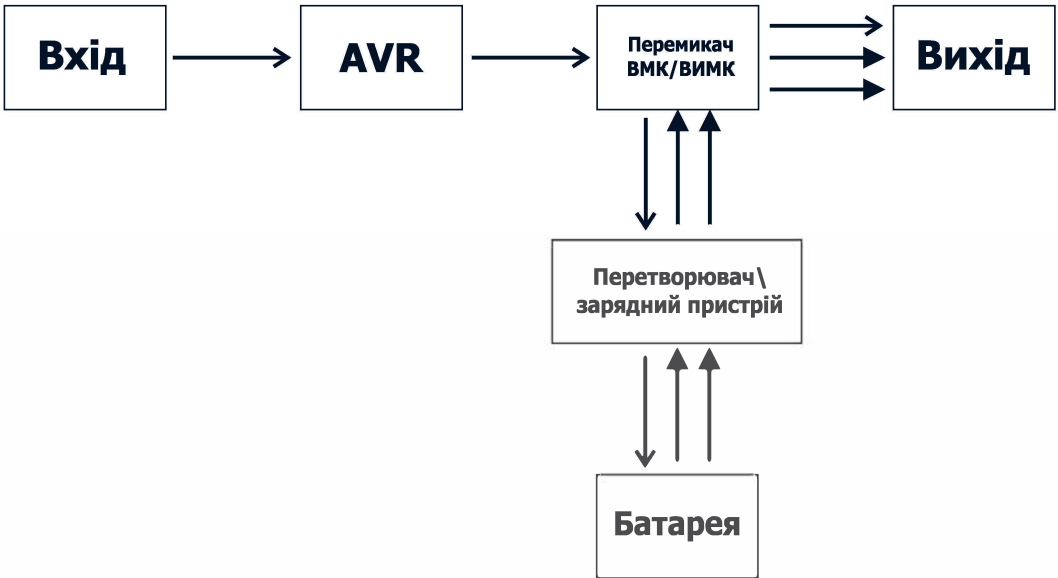 Вхід
AVR
Перемикач
ВМК/ВИМК
Вихід
Перетворювач\
зарядний пристрій
Батарея